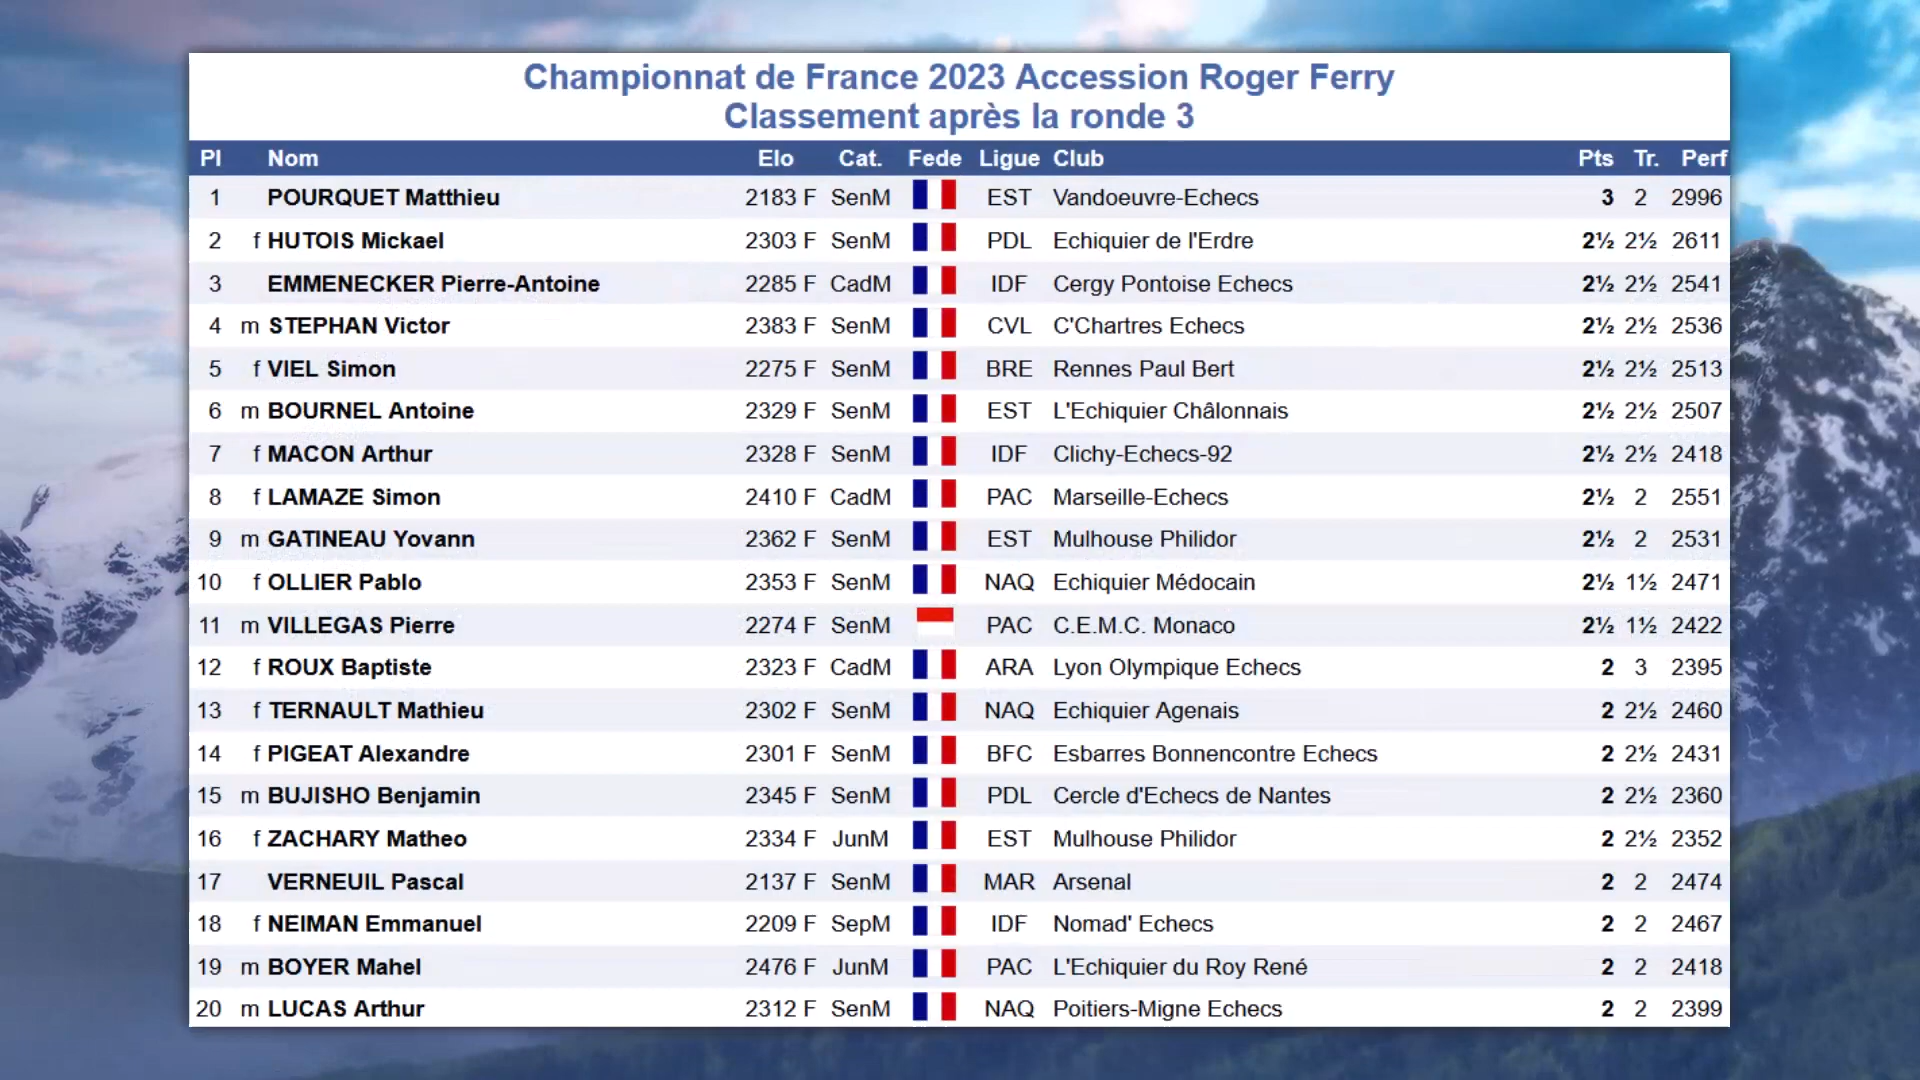 Championnat de France 2023 Accession Roger Ferry
Classement après la ronde 3
Pl Nom Elo Cat. Fede Ligue Club Pts Tr. Perf
1 POURQUET Matthieu 2183 F SenM EST Vandoeuvre-Echecs 3 2 2996
2 f HUTOIS Mickael 2303 F SenM PDL Echiquier de l'Erdre 2½ 2½ 2611
3 EMMENECKER Pierre-Antoine 2285 F CadM IDF Cergy Pontoise Echecs 2½ 2½ 2541
4 m STEPHAN Victor 2383 F SenM CVL C'Chartres Echecs 2½ 2½ 2536
5 f VIEL Simon 2275 F SenM BRE Rennes Paul Bert 2½ 2½ 2513
6 m BOURNEL Antoine 2329 F SenM EST L'Echiquier Châlonnais 2½ 2½ 2507
7 f MACON Arthur 2328 F SenM IDF Clichy-Echecs-92 2½ 2½ 2418
8 f LAMAZE Simon 2410 F CadM PAC Marseille-Echecs 2½ 2 2551
9 m GATINEAU Yovann 2362 F SenM EST Mulhouse Philidor 2½ 2 2531
10 f OLLIER Pablo 2353 F SenM NAQ Echiquier Médocain 2½ 1½ 2471
11 m VILLEGAS Pierre 2274 F SenM PAC C.E.M.C. Monaco 2½ 1½ 2422
12 f ROUX Baptiste 2323 F CadM ARA Lyon Olympique Echecs 2 3 2395
13 f TERNAULT Mathieu 2302 F SenM NAQ Echiquier Agenais 2 2½ 2460
14 f PIGEAT Alexandre 2301 F SenM BFC Esbarres Bonnencontre Echecs 2 2½ 2431
15 m BUJISHO Benjamin 2345 F SenM PDL Cercle d'Echecs de Nantes 2 2½ 2360
16 f ZACHARY Matheo 2334 F JunM EST Mulhouse Philidor 2 2½ 2352
17 VERNEUIL Pascal 2137 F SenM MAR Arsenal 2 2 2474
18 f NEIMAN Emmanuel 2209 F SepM IDF Nomad' Echecs 2 2 2467
19 m BOYER Mahel 2476 F JunM PAC L'Echiquier du Roy René 2 2 2418
20 m LUCAS Arthur 2312 F SenM NAQ Poitiers-Migne Echecs 2 2 2399